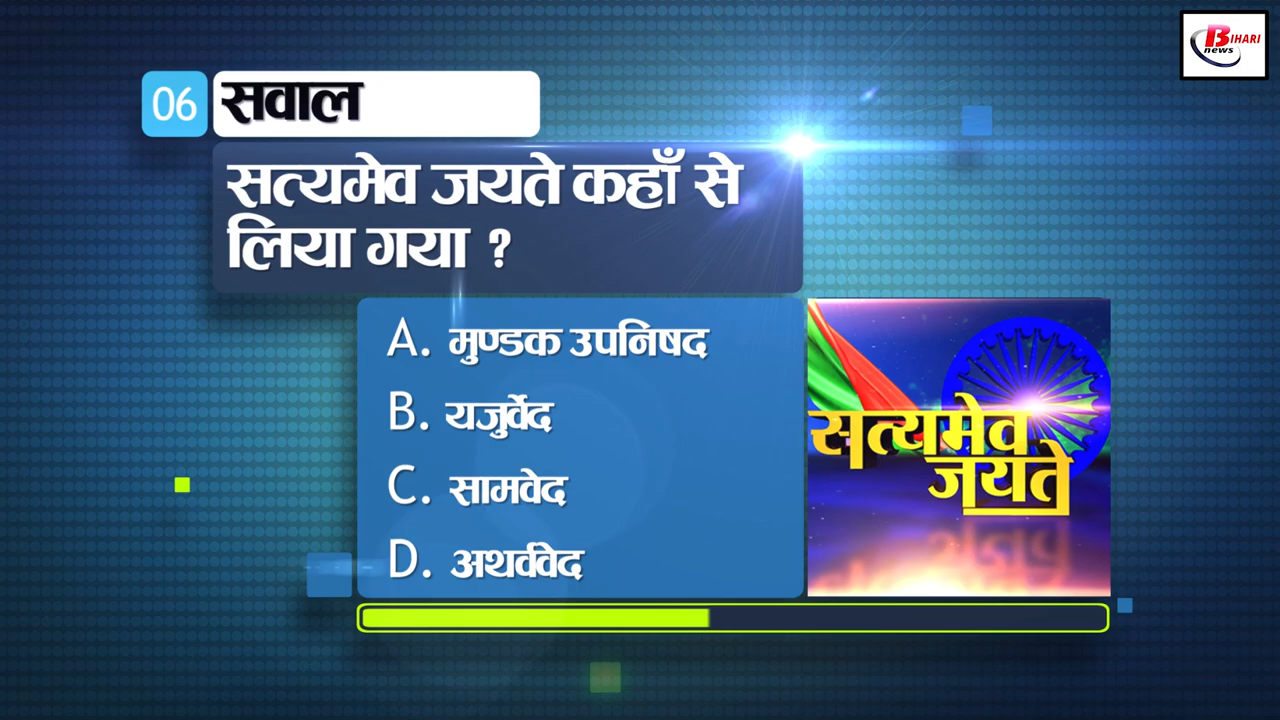 BIHARI
news
06 सवाल
सत्यमेव जयते कहाँ से
लिया गया ?
A. मुण्डक उपनिषद
B. यजुर्वेद
C. सामवेद
D. अथर्ववेद
सत्यमेव
जयते